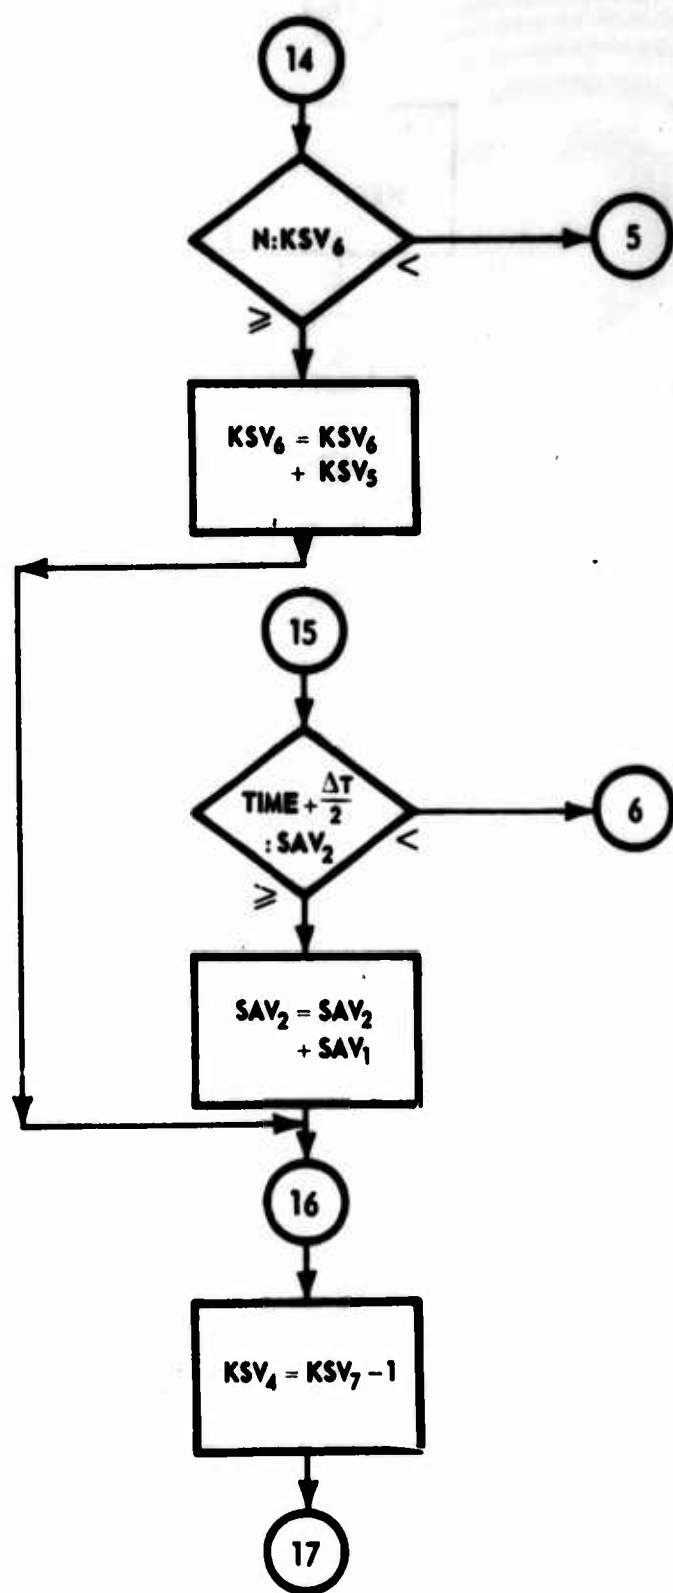 14
N:KSV₆
5
<
≥
KSV₆ = KSV₆
+ KSV₅
15
TIME + ΔT/2
: SAV₂
6
<
≥
SAV₂ = SAV₂
+ SAV₁
16
KSV₄ = KSV₇ – 1
17